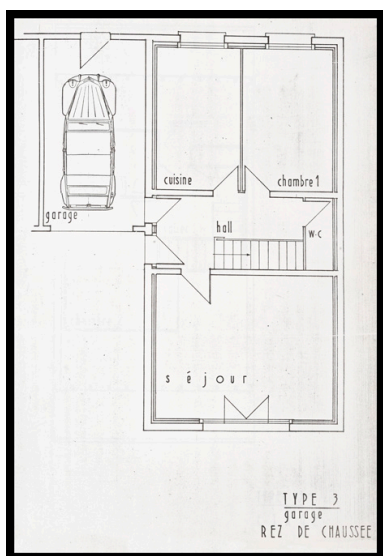 cuisine
chambre 1
garage
hall
W.C
séjour
TYPE 3
garage
REZ DE CHAUSSEE